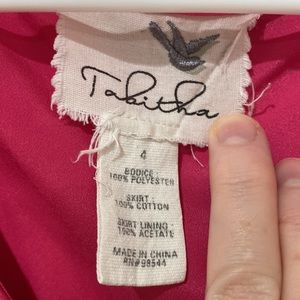 Tabitha
4
BODICE:
100% POLYESTER
SKIRT:
100% COTTON
SKIRT LINING:
100% ACETATE
MADE IN CHINA
RN# 98544